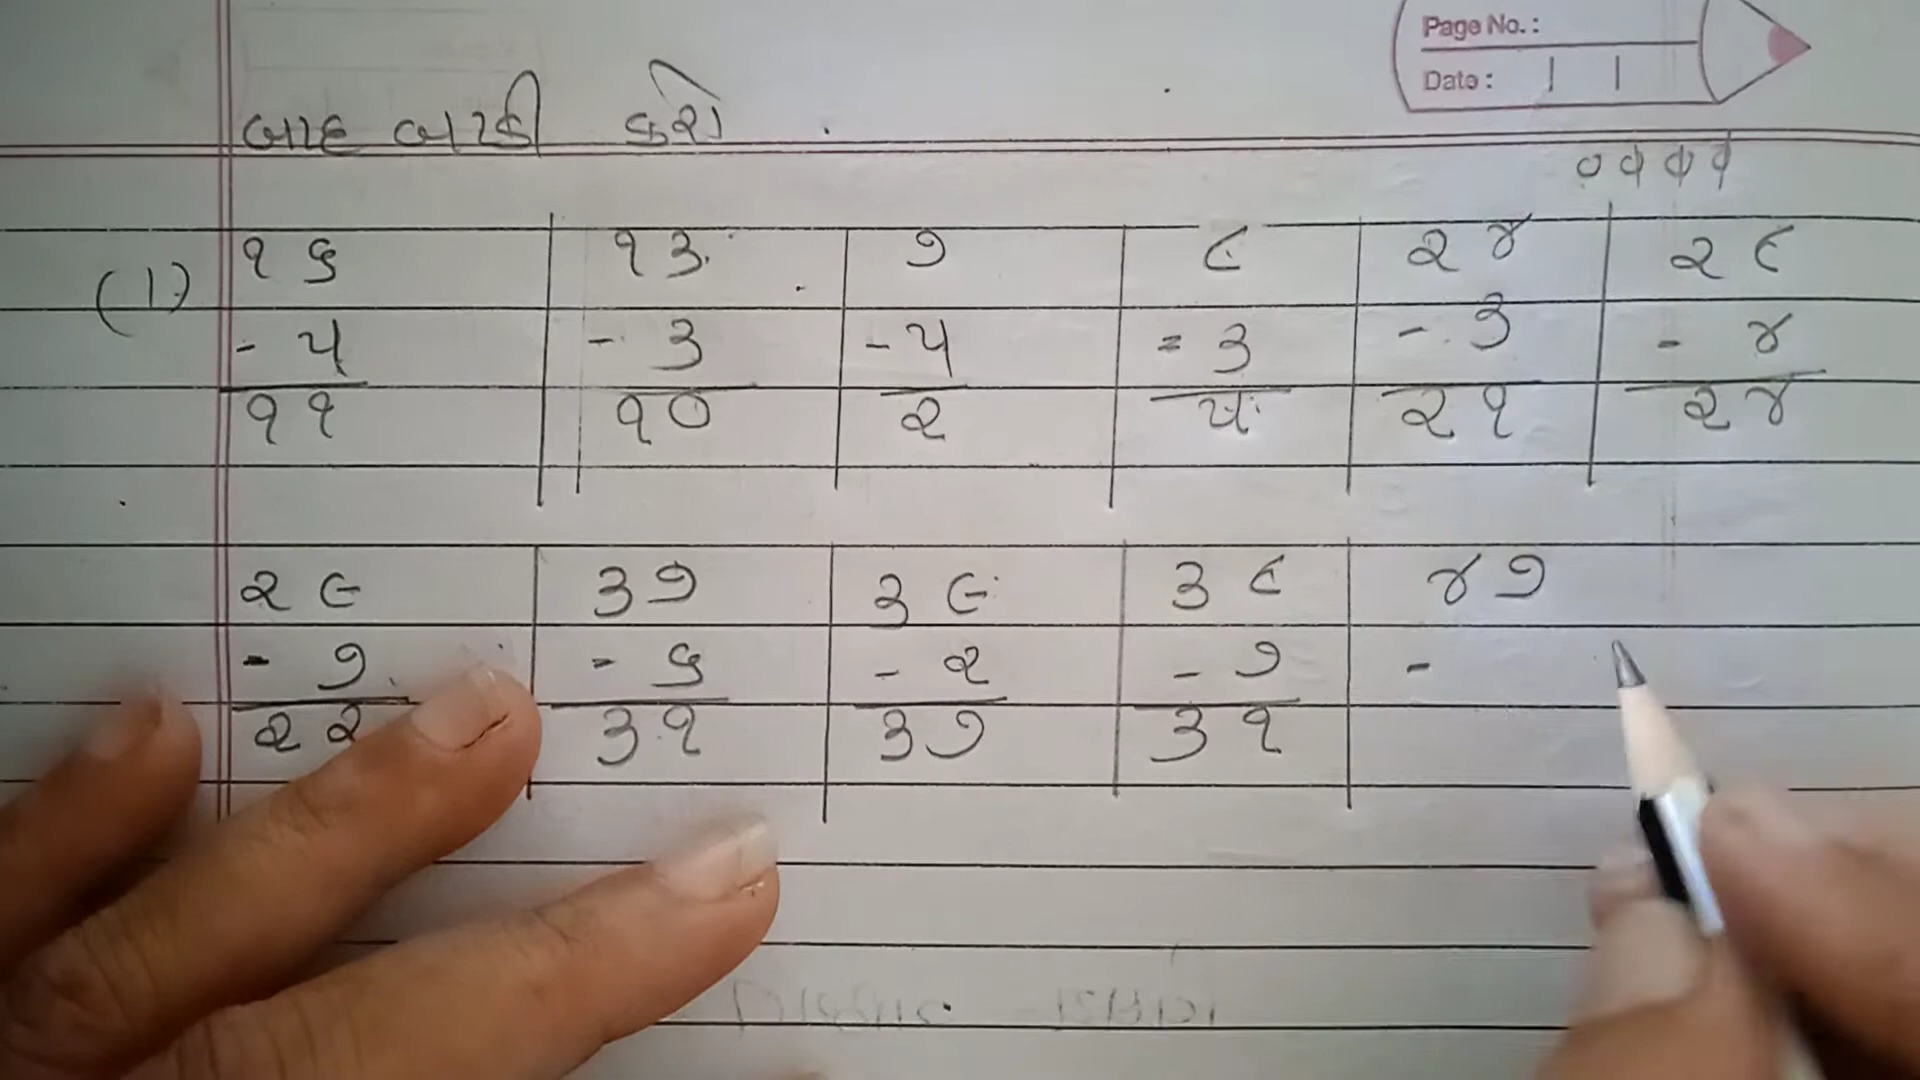 Page No. :
Date :
બાદ બાકી કરો
(1) ૧૬ ૧૩ ૭ ૮ ૨૪ ૨૮
- ૫ - ૩ - ૫ = ૩ - ૩ - ૪
૧૧ ૧૦ ૨ ૫ ૨૧ ૨૪
૨૯ ૩૭ ૩૯ ૩૮ ૪૭
- ૭ - ૬ - ૨ - ૭ -
૨૨ ૩૧ ૩૭ ૩૧